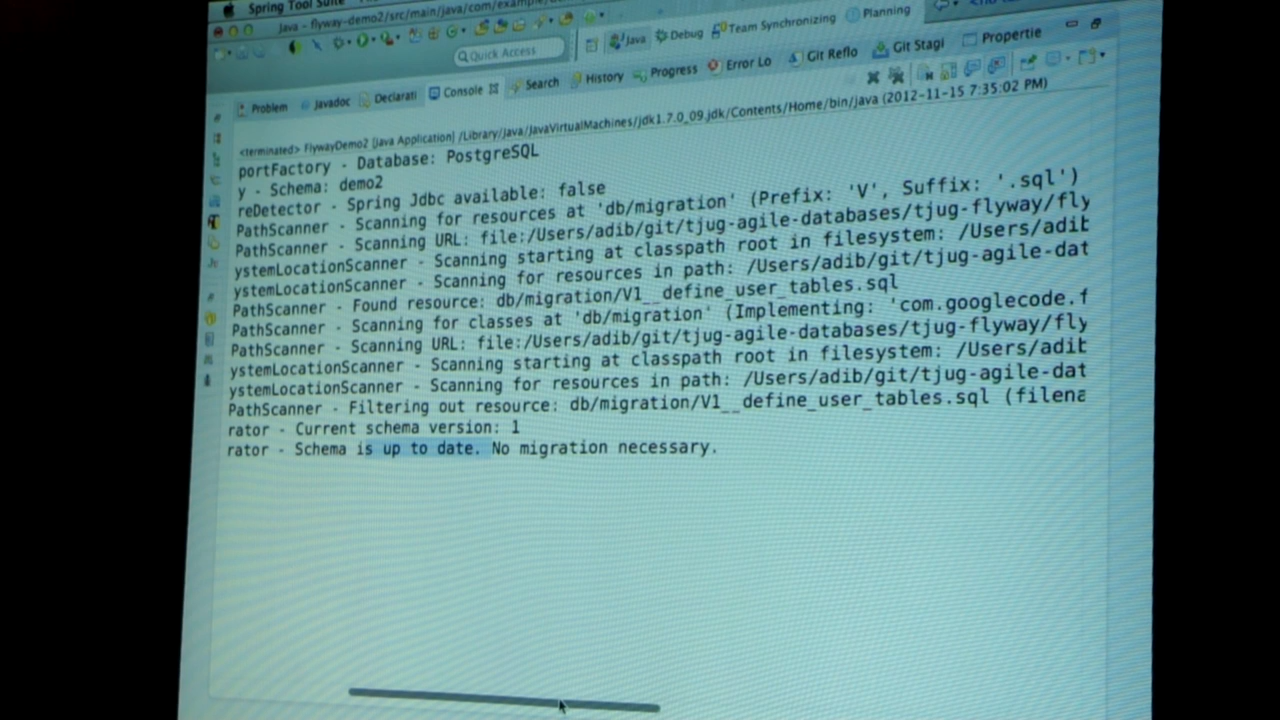 Spring Tool Suite
Java - flyway-demo2/src/main/java/com/example/
Quick Access
Java Debug Team Synchronizing Planning
Problem Javadoc Declarati Console Search History Progress Error Lo Git Reflo Git Stagi Propertie
<terminated> FlywayDemo2 [Java Application] /Library/Java/JavaVirtualMachines/jdk1.7.0_09.jdk/Contents/Home/bin/java (2012-11-15 7:35:02 PM)
portFactory - Database: PostgreSQL
y - Schema: demo2
reDetector - Spring Jdbc available: false
PathScanner - Scanning for resources at 'db/migration' (Prefix: 'V', Suffix: '.sql')
PathScanner - Scanning URL: file:/Users/adib/git/tjug-agile-databases/tjug-flyway/fly
ystemLocationScanner - Scanning starting at classpath root in filesystem: /Users/adib
ystemLocationScanner - Scanning for resources in path: /Users/adib/git/tjug-agile-dat
PathScanner - Found resource: db/migration/V1__define_user_tables.sql
PathScanner - Scanning for classes at 'db/migration' (Implementing: 'com.googlecode.f
PathScanner - Scanning URL: file:/Users/adib/git/tjug-agile-databases/tjug-flyway/fly
ystemLocationScanner - Scanning starting at classpath root in filesystem: /Users/adib
ystemLocationScanner - Scanning for resources in path: /Users/adib/git/tjug-agile-dat
PathScanner - Filtering out resource: db/migration/V1__define_user_tables.sql (filena
rator - Current schema version: 1
rator - Schema is up to date. No migration necessary.